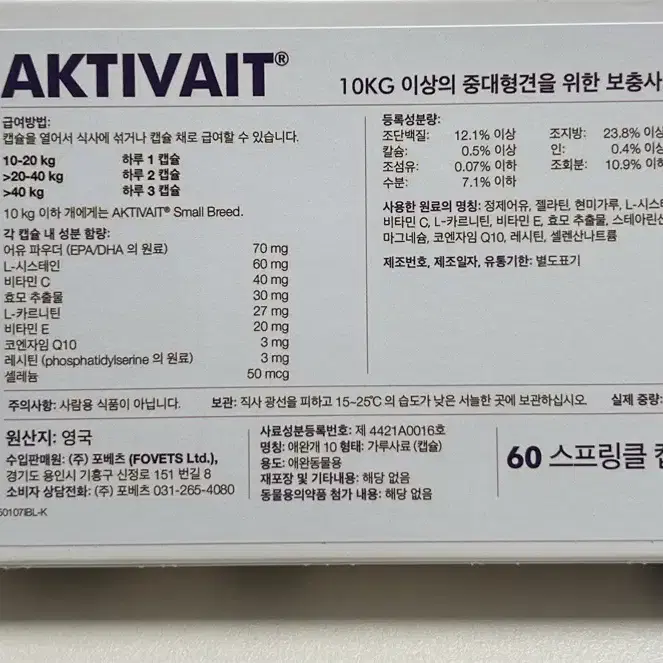 AKTIVAIT®
10KG 이상의 중대형견을 위한 보충사
급여방법:
캡슐을 열어서 식사에 섞거나 캡슐 채로 급여할 수 있습니다.
10-20 kg 하루 1 캡슐
>20-40 kg 하루 2 캡슐
>40 kg 하루 3 캡슐
10 kg 이하 개에게는 AKTIVAIT® Small Breed.
각 캡슐 내 성분 함량:
어유 파우더 (EPA/DHA 의 원료) 70 mg
L-시스테인 60 mg
비타민 C 40 mg
효모 추출물 30 mg
L-카르니틴 27 mg
비타민 E 20 mg
코엔자임 Q10 3 mg
레시틴 (phosphatidylserine 의 원료) 3 mg
셀레늄 50 mcg
등록성분량:
조단백질: 12.1% 이상 조지방: 23.8% 이상
칼슘: 0.5% 이상 인: 0.4% 이상
조섬유: 0.07% 이하 조회분: 10.9% 이하
수분: 7.1% 이하
사용한 원료의 명칭: 정제어유, 젤라틴, 현미가루, L-시스
비타민 C, L-카르니틴, 비타민 E, 효모 추출물, 스테아린산
마그네슘, 코엔자임 Q10, 레시틴, 셀렌산나트륨
제조번호, 제조일자, 유통기한: 별도표기
주의사항: 사람용 식품이 아닙니다. 보관: 직사 광선을 피하고 15~25℃ 의 습도가 낮은 서늘한 곳에 보관하십시오. 실제 중량:
원산지: 영국
수입판매원: (주) 포베츠 (FOVETS Ltd.),
경기도 용인시 기흥구 신정로 151 번길 8
소비자 상담전화: (주) 포베츠 031-265-4080
사료성분등록번호: 제 4421A0016호
명칭: 애완개 10 형태: 가루사료 (캡슐)
용도: 애완동물용
재포장 및 기타내용: 해당 없음
동물용의약품 첨가 내용: 해당 없음
60 스프링클 캡
60107IBL-K